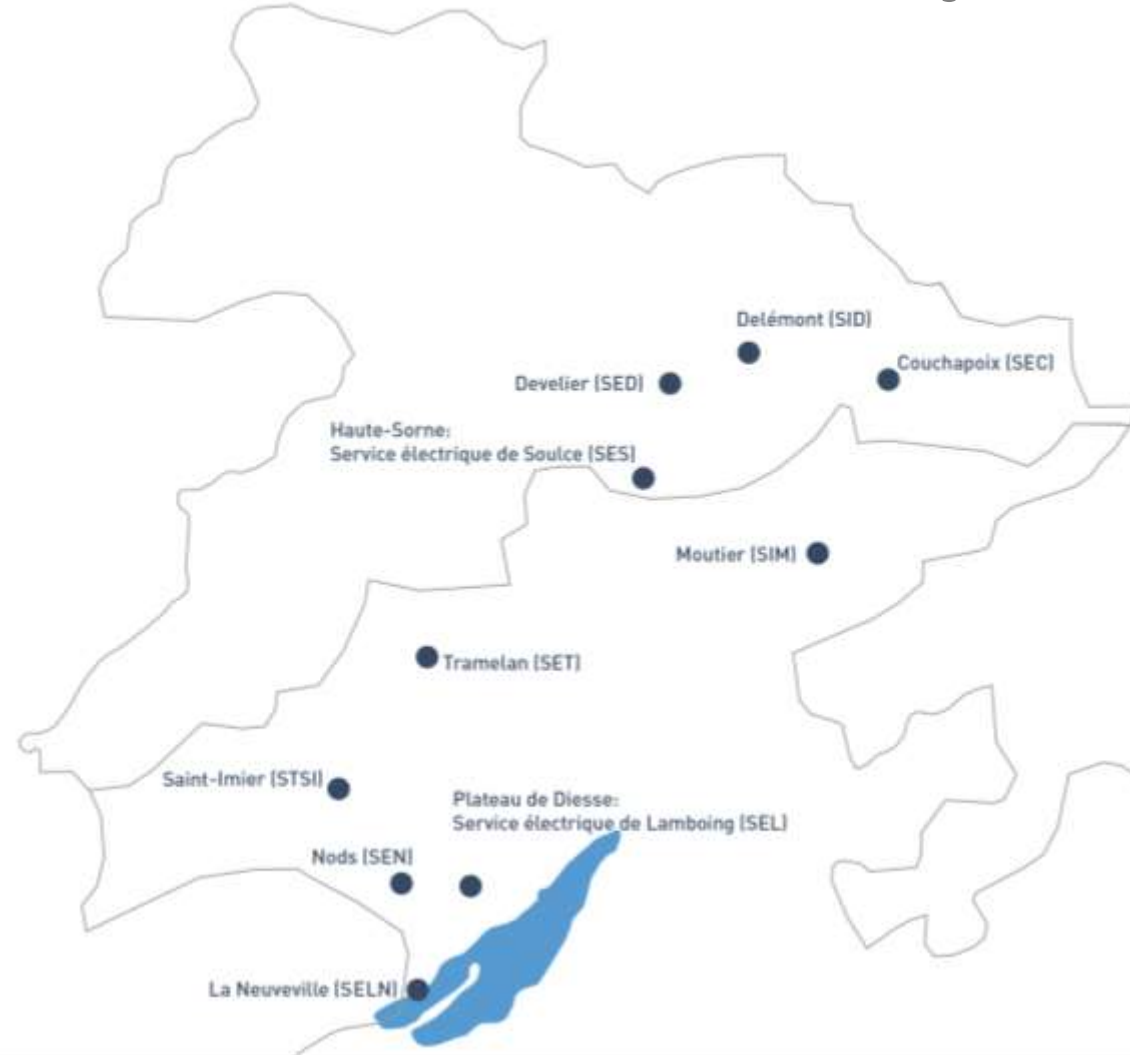 Delémont (SID)
Couchapoix (SEC)
Develier (SED)
Haute-Sorne:
Service électrique de Soulce (SES)
Moutier (SIM)
Tramelan (SET)
Saint-Imier (STSI)
Plateau de Diesse:
Service électrique de Lamboing (SEL)
Nods (SEN)
La Neuveville (SELN)